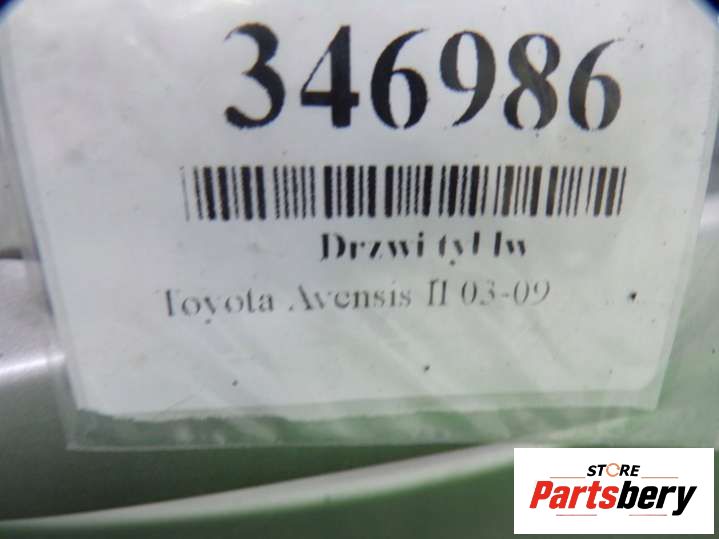 346986
Drzwi tył lw
Toyota Avensis II 03-09
STORE
Partsbery